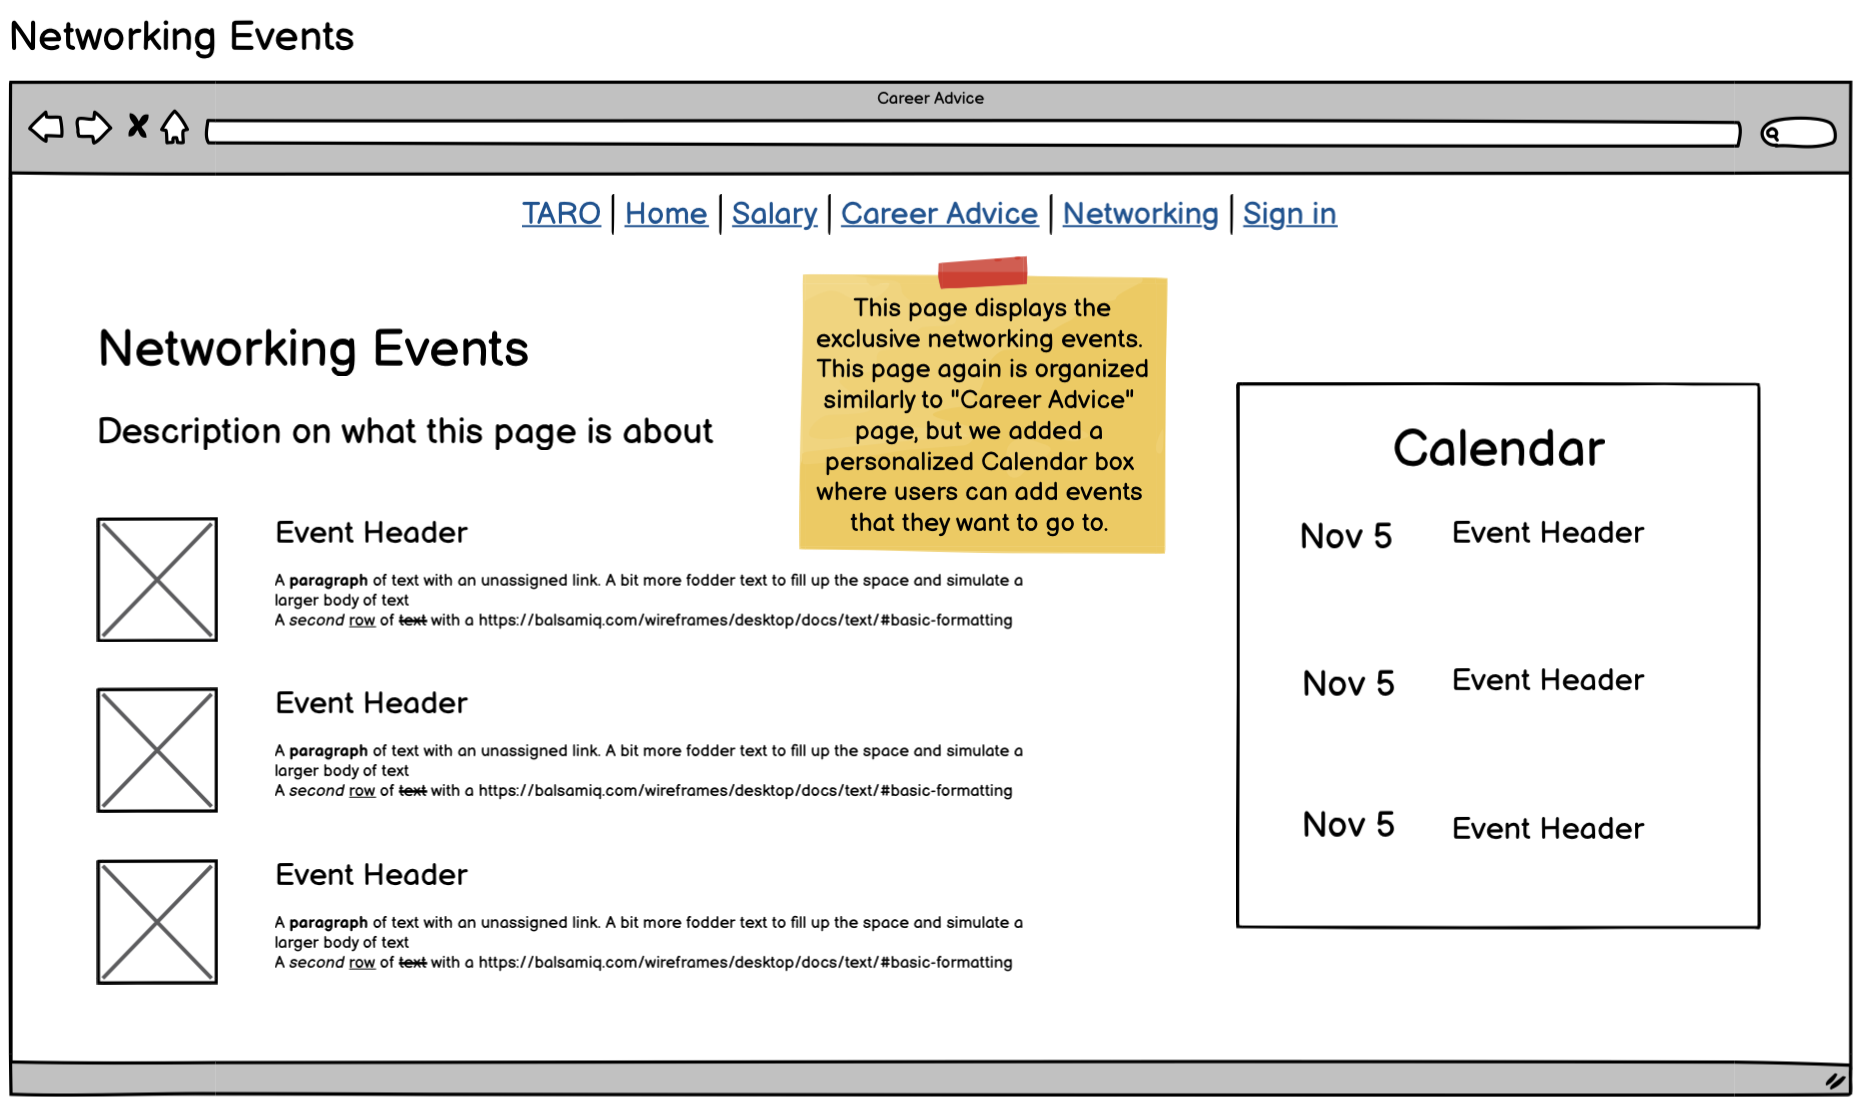 Networking Events
Career Advice
TARO | Home | Salary | Career Advice | Networking | Sign in
This page displays the
exclusive networking events.
This page again is organized
similarly to "Career Advice"
page, but we added a
personalized Calendar box
where users can add events
that they want to go to.
Networking Events
Description on what this page is about
Event Header
A paragraph of text with an unassigned link. A bit more fodder text to fill up the space and simulate a
larger body of text
A second row of text with a https://balsamiq.com/wireframes/desktop/docs/text/#basic-formatting
Event Header
A paragraph of text with an unassigned link. A bit more fodder text to fill up the space and simulate a
larger body of text
A second row of text with a https://balsamiq.com/wireframes/desktop/docs/text/#basic-formatting
Event Header
A paragraph of text with an unassigned link. A bit more fodder text to fill up the space and simulate a
larger body of text
A second row of text with a https://balsamiq.com/wireframes/desktop/docs/text/#basic-formatting
Calendar
Nov 5 Event Header
Nov 5 Event Header
Nov 5 Event Header